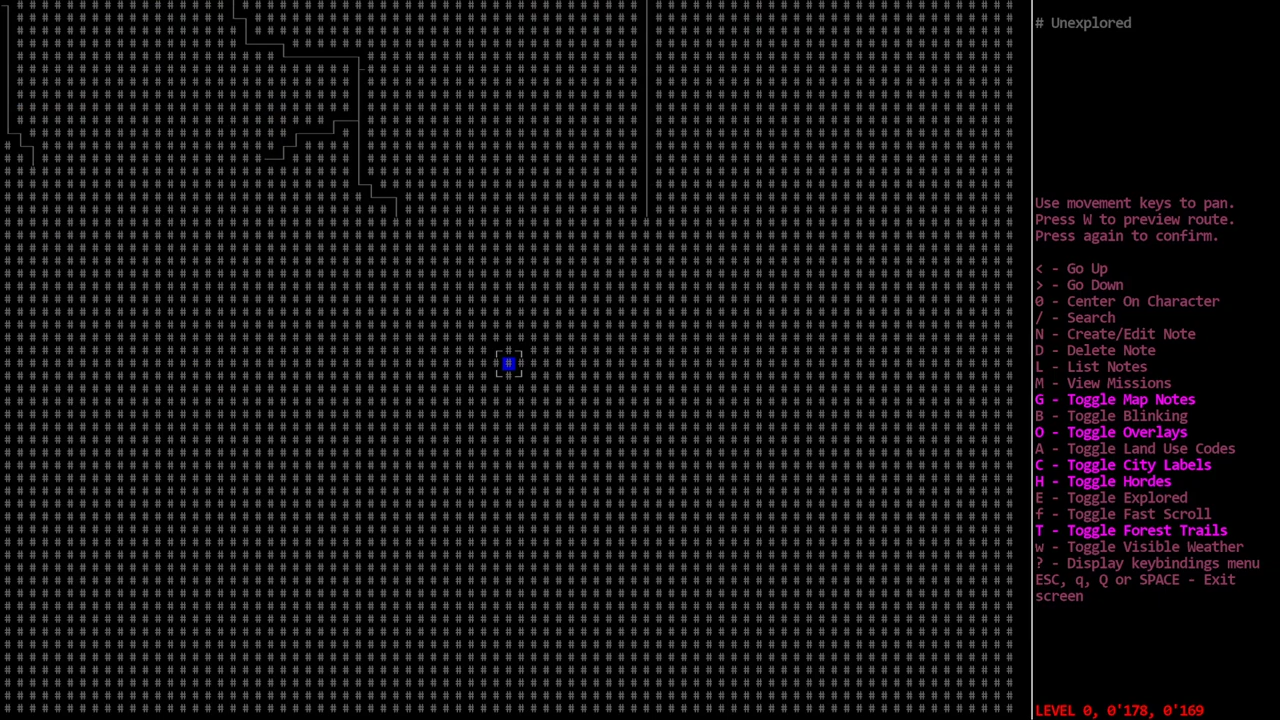 # Unexplored
Use movement keys to pan.
Press W to preview route.
Press again to confirm.
< - Go Up
> - Go Down
0 - Center On Character
/ - Search
N - Create/Edit Note
D - Delete Note
L - List Notes
M - View Missions
G - Toggle Map Notes
B - Toggle Blinking
O - Toggle Overlays
A - Toggle Land Use Codes
C - Toggle City Labels
H - Toggle Hordes
E - Toggle Explored
f - Toggle Fast Scroll
T - Toggle Forest Trails
w - Toggle Visible Weather
? - Display keybindings menu
ESC, q, Q or SPACE - Exit
screen
LEVEL 0, 0'178, 0'169